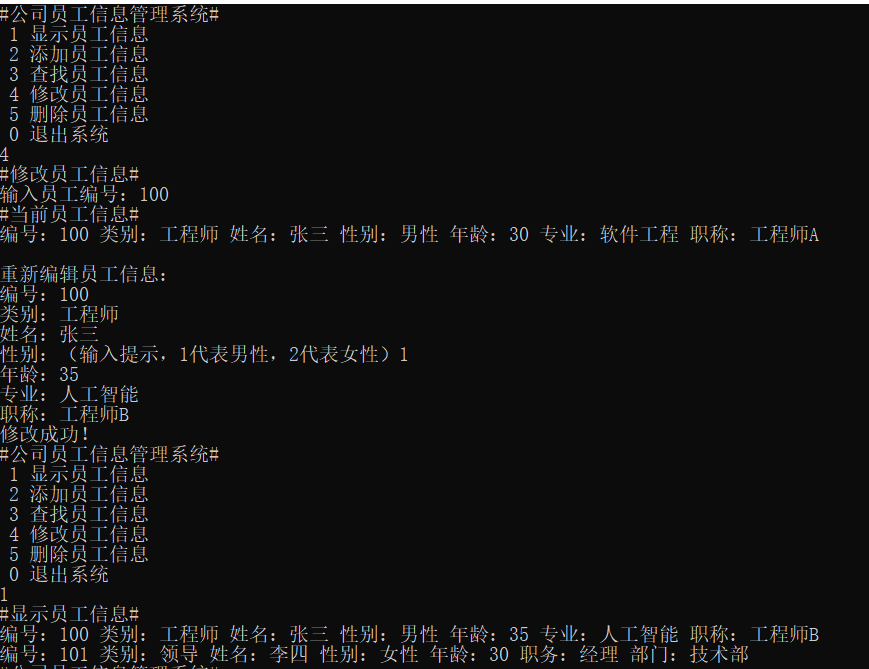 #公司员工信息管理系统#
1 显示员工信息
2 添加员工信息
3 查找员工信息
4 修改员工信息
5 删除员工信息
0 退出系统
4
#修改员工信息#
输入员工编号：100
#当前员工信息#
编号：100 类别：工程师 姓名：张三 性别：男性 年龄：30 专业：软件工程 职称：工程师A
重新编辑员工信息：
编号：100
类别：工程师
姓名：张三
性别：（输入提示，1代表男性，2代表女性）1
年龄：35
专业：人工智能
职称：工程师B
修改成功！
#公司员工信息管理系统#
1 显示员工信息
2 添加员工信息
3 查找员工信息
4 修改员工信息
5 删除员工信息
0 退出系统
1
#显示员工信息#
编号：100 类别：工程师 姓名：张三 性别：男性 年龄：35 专业：人工智能 职称：工程师B
编号：101 类别：领导 姓名：李四 性别：女性 年龄：30 职务：经理 部门：技术部